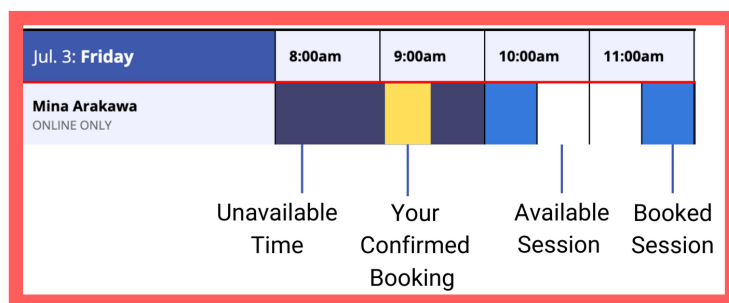 Jul. 3: Friday 8:00am 9:00am 10:00am 11:00am
Mina Arakawa
ONLINE ONLY
Unavailable Time
Your Confirmed Booking
Available Session
Booked Session